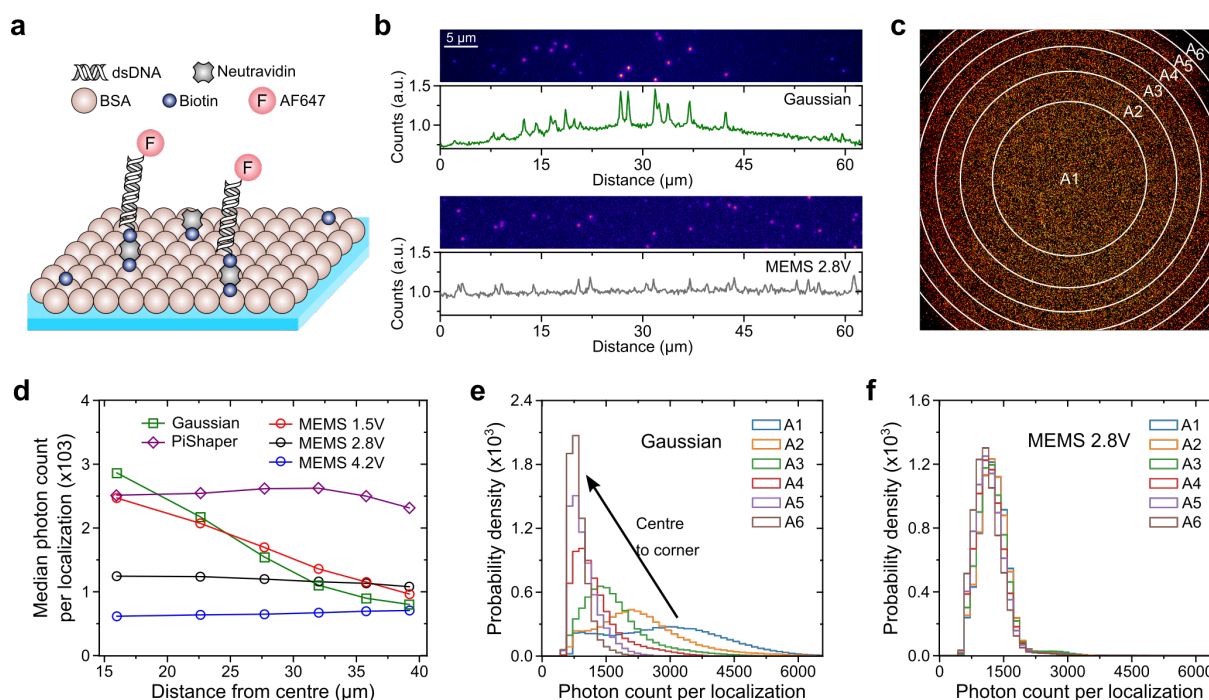 a
dsDNA
Neutravidin
BSA
Biotin
F
AF647
F
F
b
5 µm
Counts (a.u.)
1.5
1.0
Gaussian
0
15
30
45
60
Distance (µm)
Counts (a.u.)
1.5
1.0
MEMS 2.8V
0
15
30
45
60
Distance (µm)
c
A1
A2
A3
A4
A5
A6
d
Median photon count
per localization (x103)
4
3
2
1
0
Gaussian
PiShaper
MEMS 1.5V
MEMS 2.8V
MEMS 4.2V
15
20
25
30
35
40
Distance from centre (µm)
e
Probability density (x10³)
2.4
1.8
1.2
0.6
0.0
Gaussian
A1
A2
A3
A4
A5
A6
Centre
to corner
0
1500
3000
4500
6000
Photon count per localization
f
Probability density (x10³)
1.6
1.2
0.8
0.4
0.0
MEMS 2.8V
A1
A2
A3
A4
A5
A6
0
1500
3000
4500
6000
Photon count per localization